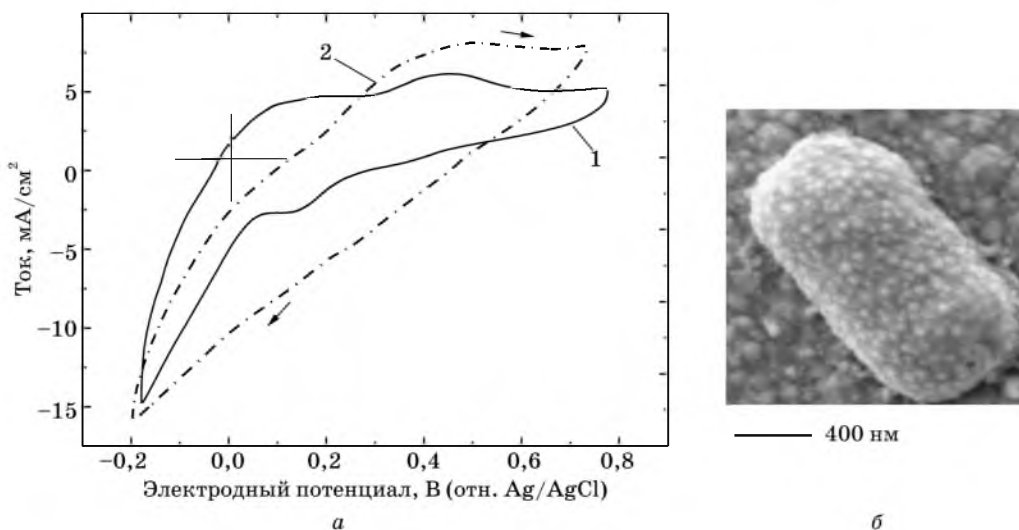 2
5
1
0
−5
−10
−15
Ток, мА/см²
−0,2 0,0 0,2 0,4 0,6 0,8
Электродный потенциал, В (отн. Ag/AgCl)
400 нм
а б